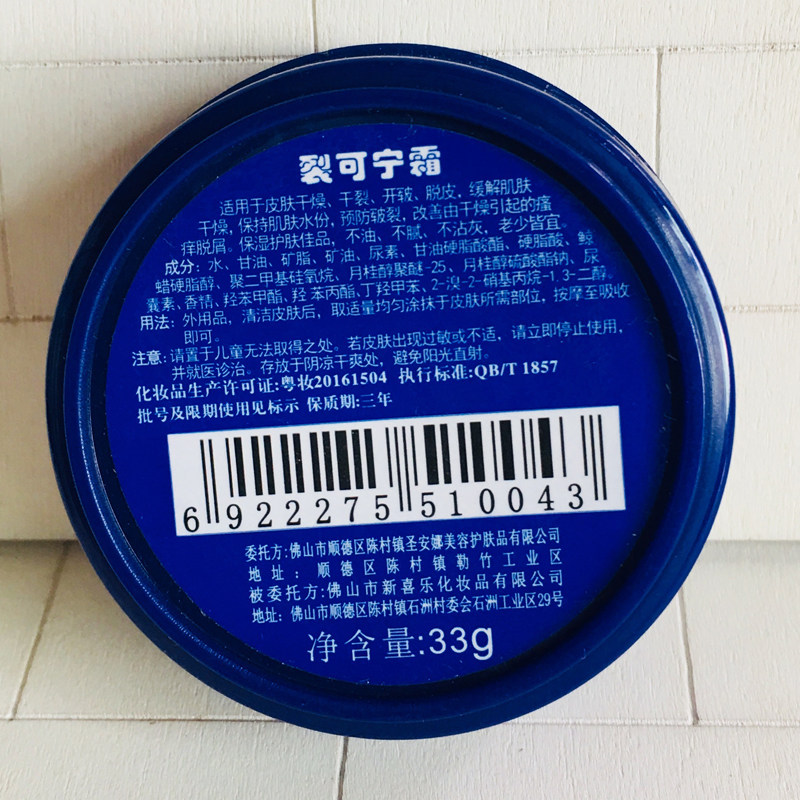 裂可宁霜
适用于皮肤干燥、干裂、开皲、脱皮,缓解肌肤
干燥,保持肌肤水份,预防皲裂,改善由干燥引起的瘙
痒脱屑。保湿护肤佳品,不油、不腻、不沾灰,老少皆宜
成分:水、甘油、矿脂、矿油、尿素、甘油硬脂酸酯、硬脂酸、鲸
蜡硬脂醇、聚二甲基硅氧烷、月桂醇聚醚-25、月桂醇硫酸酯钠、尿
囊素、香精、羟苯甲酯、羟苯丙酯、丁羟甲苯、2-溴-2-硝基丙烷-1,3-二醇。
用法:外用品,清洁皮肤后,取适量均匀涂抹于皮肤所需部位,按摩至吸收
即可。
注意:请置于儿童无法取得之处。若皮肤出现过敏或不适,请立即停止使用,
并就医诊治。存放于阴凉干爽处,避免阳光直射。
化妆品生产许可证:粤妆20161504 执行标准:QB/T 1857
批号及限期使用见标示 保质期:三年
6 922275 510043
委托方:佛山市顺德区陈村镇圣安娜美容护肤品有限公司
地址:顺德区陈村镇勒竹工业区
被委托方:佛山市新喜乐化妆品有限公司
地址:佛山市顺德区陈村镇石洲村委会石洲工业区29号
净含量:33g